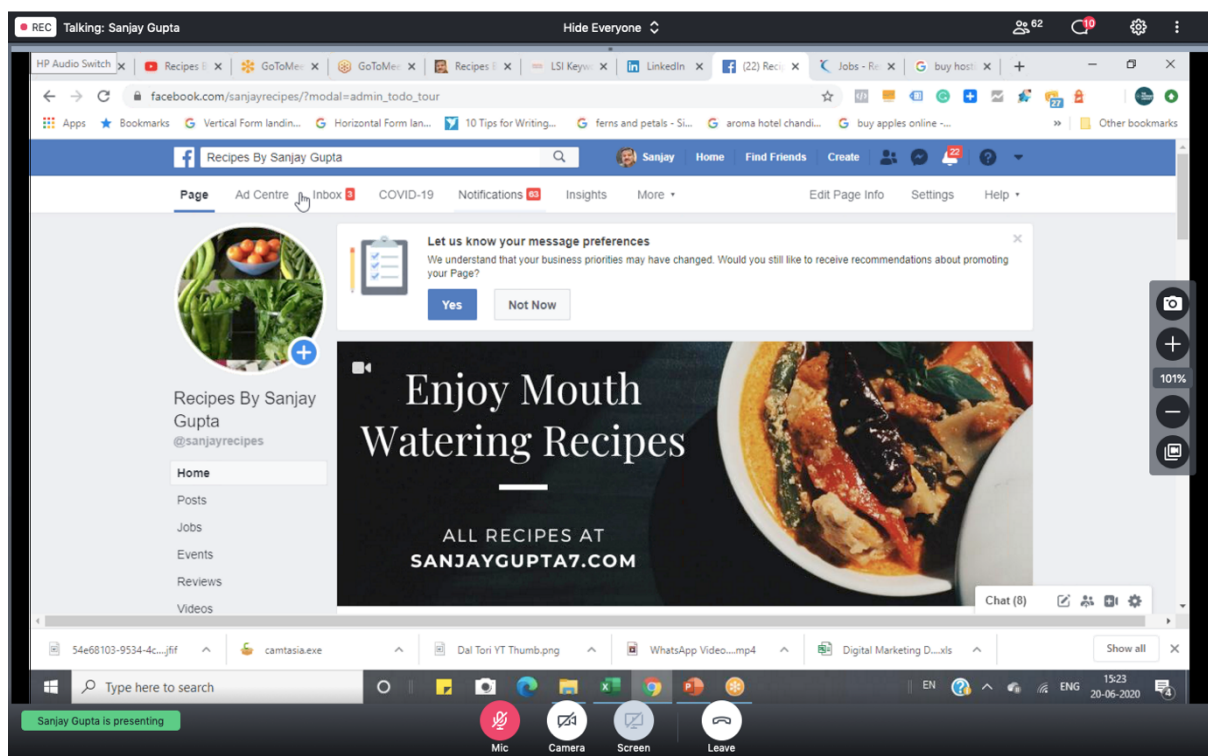 REC Talking: Sanjay Gupta
Hide Everyone
62
10
HP Audio Switch
Recipes
GoToMee
GoToMee
Recipes
LSI Keyw
LinkedIn
(22) Reci
Jobs - Re
buy host
facebook.com/sanjayrecipes/?modal=admin_todo_tour
27
Apps Bookmarks Vertical Form landin... Horizontal Form lan... 10 Tips for Writing... ferns and petals - Si... aroma hotel chandi... buy apples online -... » Other bookmarks
Recipes By Sanjay Gupta
Sanjay Home Find Friends Create 22
Page Ad Centre Inbox 3 COVID-19 Notifications 63 Insights More Edit Page Info Settings Help
Let us know your message preferences
We understand that your business priorities may have changed. Would you still like to receive recommendations about promoting
your Page?
Yes Not Now
Enjoy Mouth
Watering Recipes
ALL RECIPES AT
SANJAYGUPTA7.COM
Recipes By Sanjay
Gupta
@sanjayrecipes
Home
Posts
Jobs
Events
Reviews
Videos
Chat (8)
101%
54e68103-9534-4c....jfif
camtasia.exe
Dal Tori YT Thumb.png
WhatsApp Video....mp4
Digital Marketing D....xls
Show all
Type here to search
EN
ENG
15:23
20-06-2020
4
Sanjay Gupta is presenting
Mic Camera Screen Leave